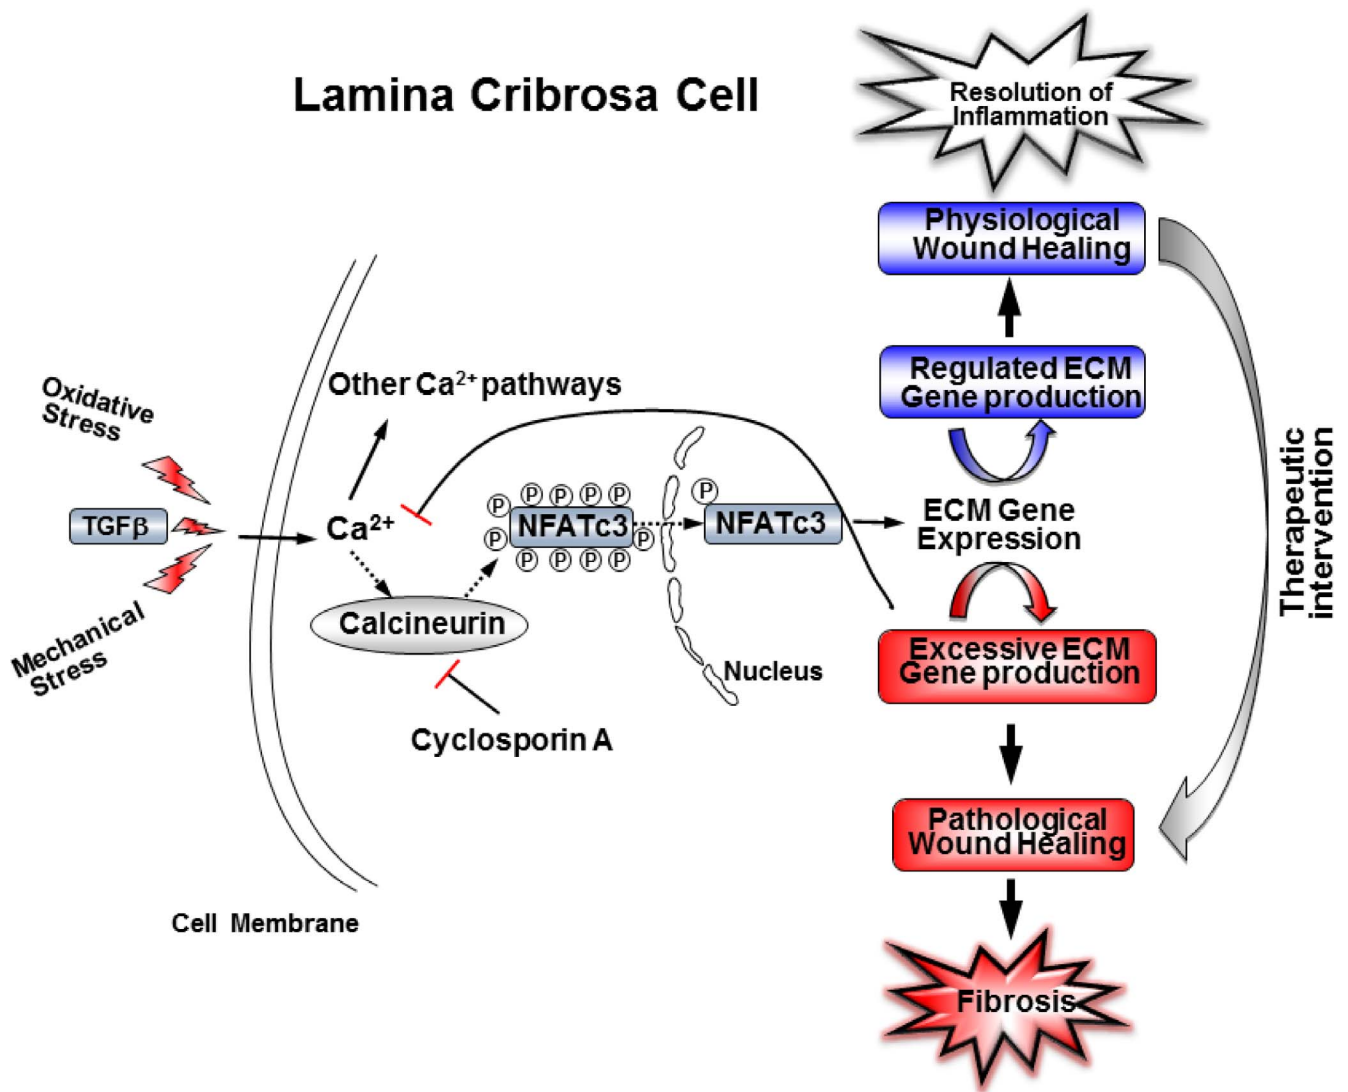 Lamina Cribrosa Cell
Resolution of
Inflammation
Physiological
Wound Healing
Regulated ECM
Gene production
Other Ca²⁺ pathways
Oxidative
Stress
TGFβ
Mechanical
Stress
Ca²⁺
P
P
P
P
P
P
NFATc3
P
P
P
P
P
P
NFATc3
ECM Gene
Expression
Calcineurin
Cyclosporin A
Nucleus
Excessive ECM
Gene production
Therapeutic
intervention
Pathological
Wound Healing
Cell Membrane
Fibrosis